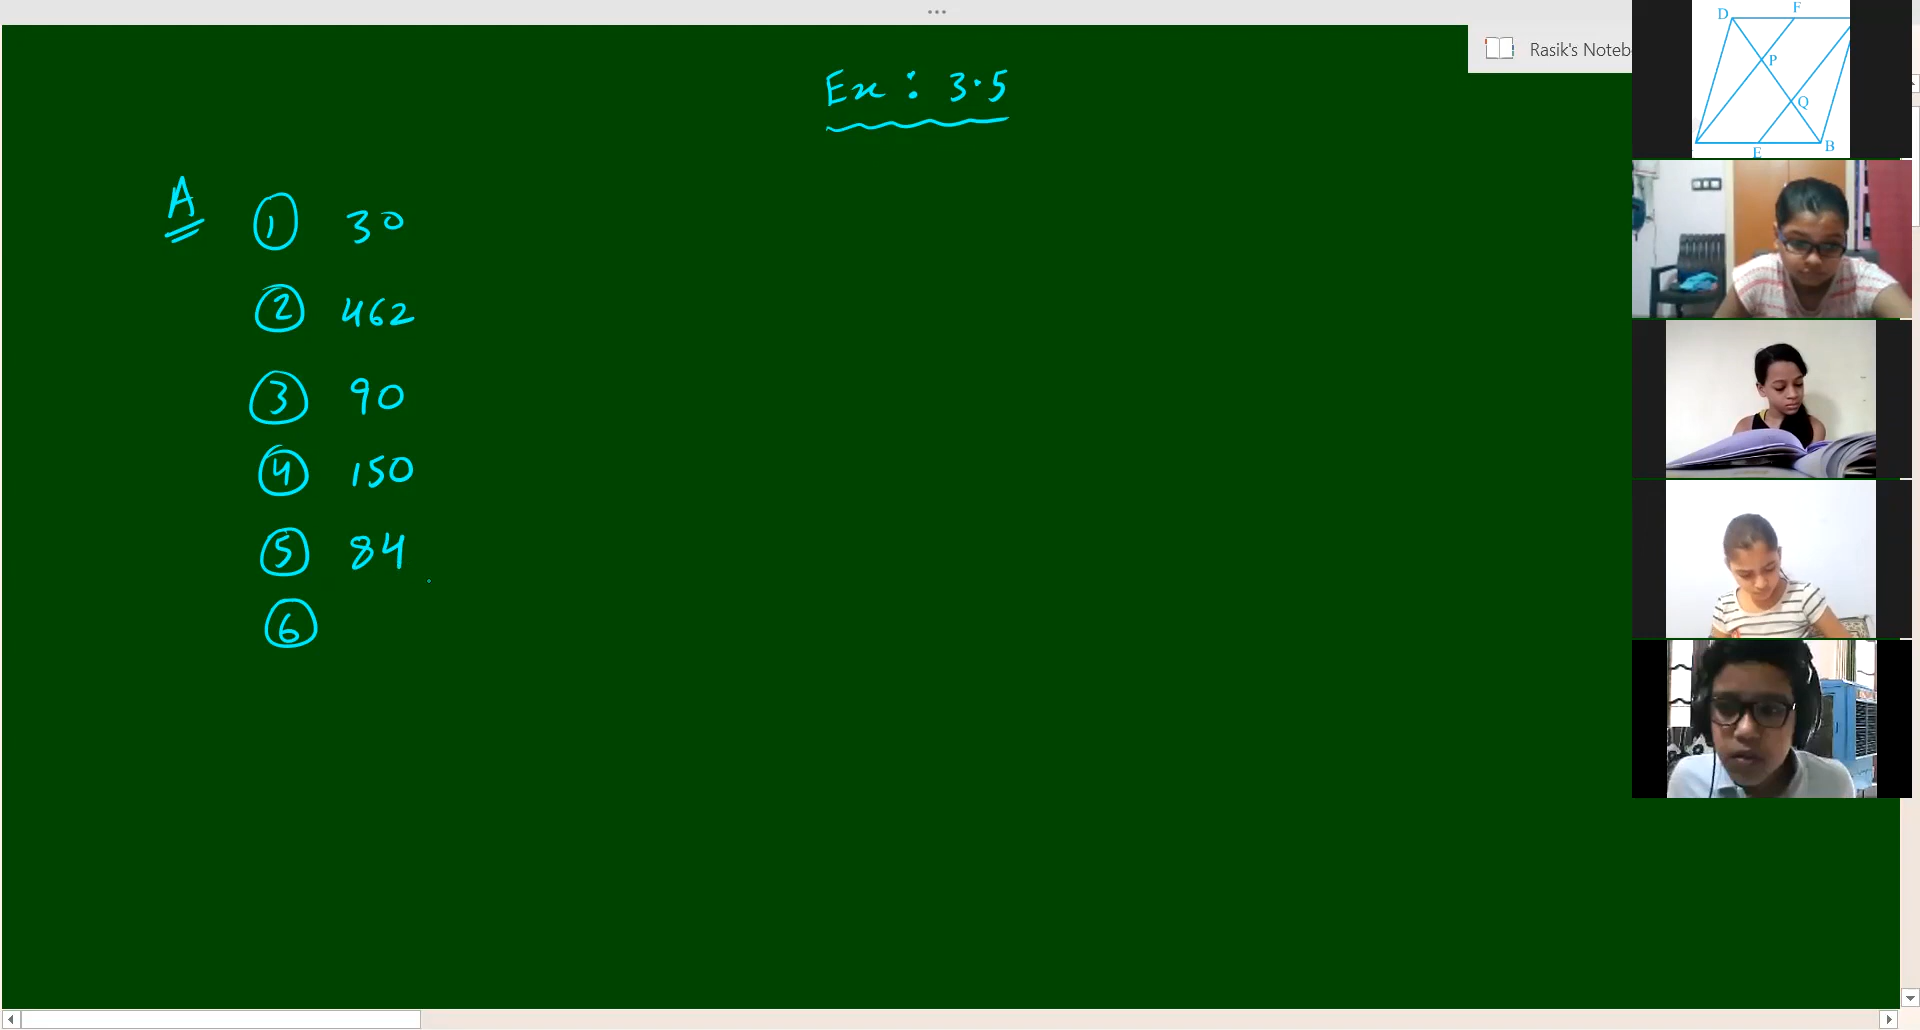 Rasik's Noteb
Ex : 3.5
A
① 30
② 462
③ 90
④ 150
⑤ 84
⑥
D F
P
Q
E B